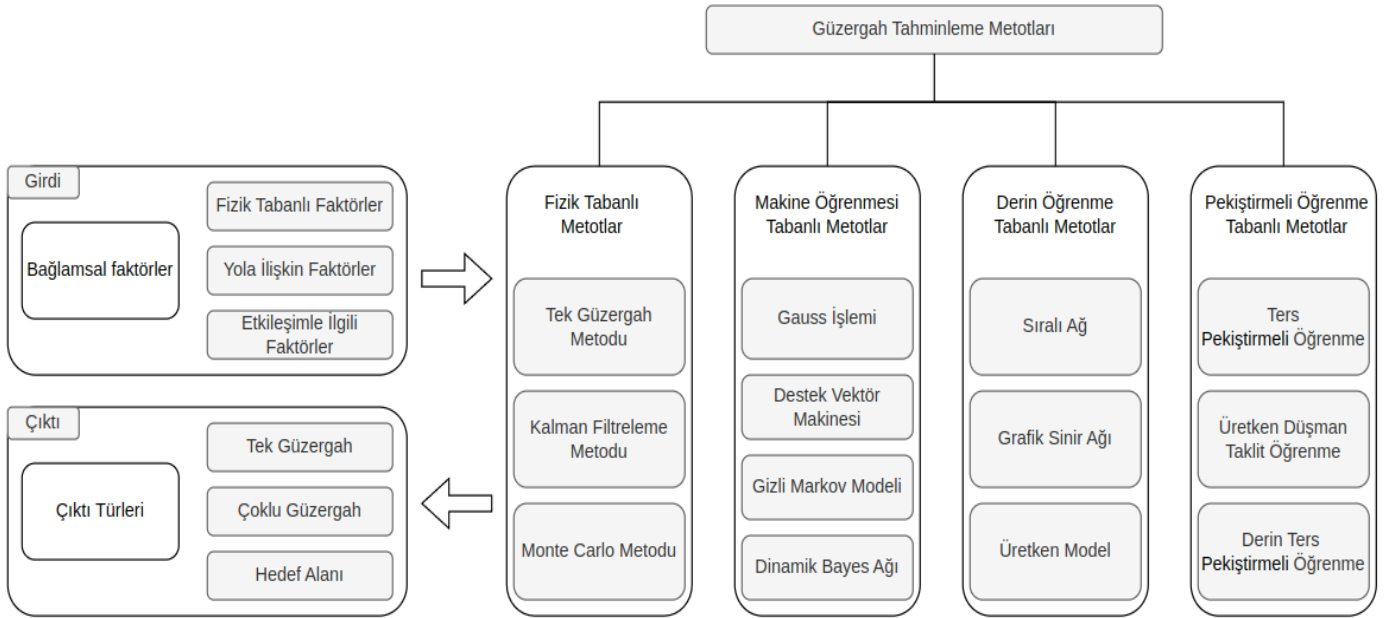 Güzergah Tahminleme Metotları
Girdi
Bağlamsal faktörler
Fizik Tabanlı Faktörler
Yola İlişkin Faktörler
Etkileşimle İlgili
Faktörler
Çıktı
Çıktı Türleri
Tek Güzergah
Çoklu Güzergah
Hedef Alanı
Fizik Tabanlı
Metotlar
Tek Güzergah
Metodu
Kalman Filtreleme
Metodu
Monte Carlo Metodu
Makine Öğrenmesi
Tabanlı Metotlar
Gauss İşlemi
Destek Vektör
Makinesi
Gizli Markov Modeli
Dinamik Bayes Ağı
Derin Öğrenme
Tabanlı Metotlar
Sıralı Ağ
Grafik Sinir Ağı
Üretken Model
Pekiştirmeli Öğrenme
Tabanlı Metotlar
Ters
Pekiştirmeli Öğrenme
Üretken Düşman
Taklit Öğrenme
Derin Ters
Pekiştirmeli Öğrenme